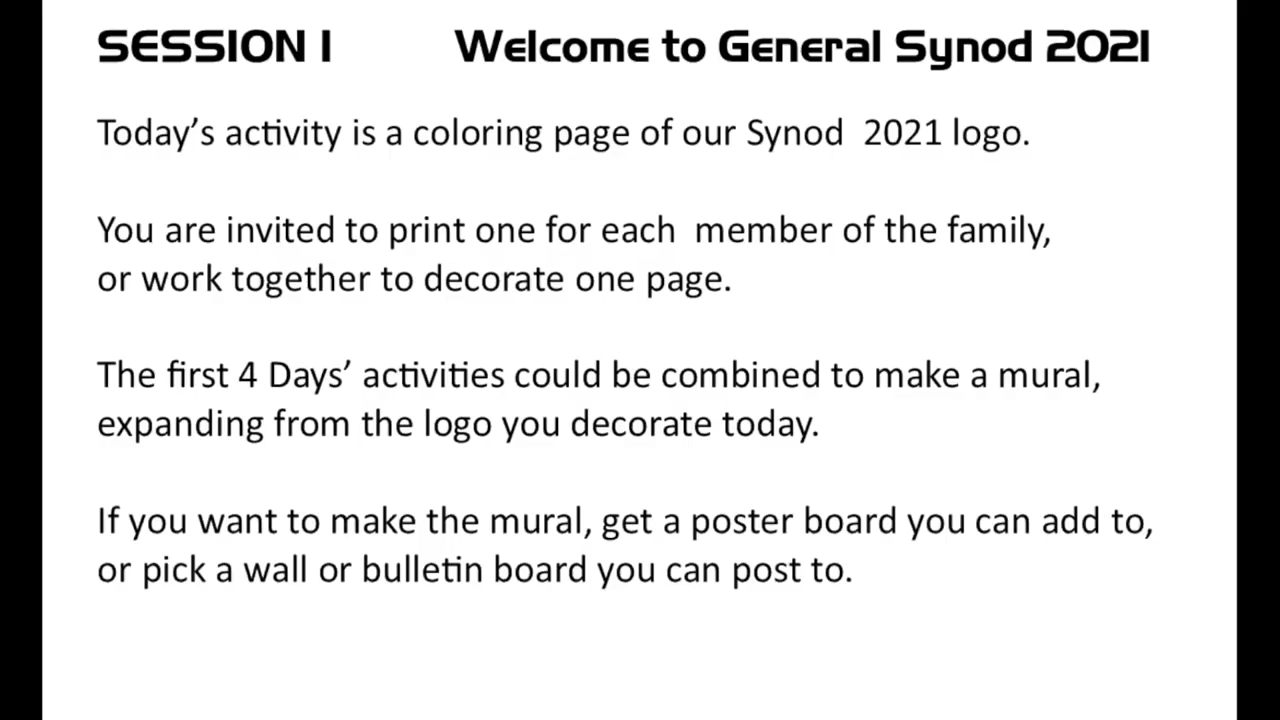 SESSION I Welcome to General Synod 2021
Today’s activity is a coloring page of our Synod 2021 logo.
You are invited to print one for each member of the family,
or work together to decorate one page.
The first 4 Days’ activities could be combined to make a mural,
expanding from the logo you decorate today.
If you want to make the mural, get a poster board you can add to,
or pick a wall or bulletin board you can post to.